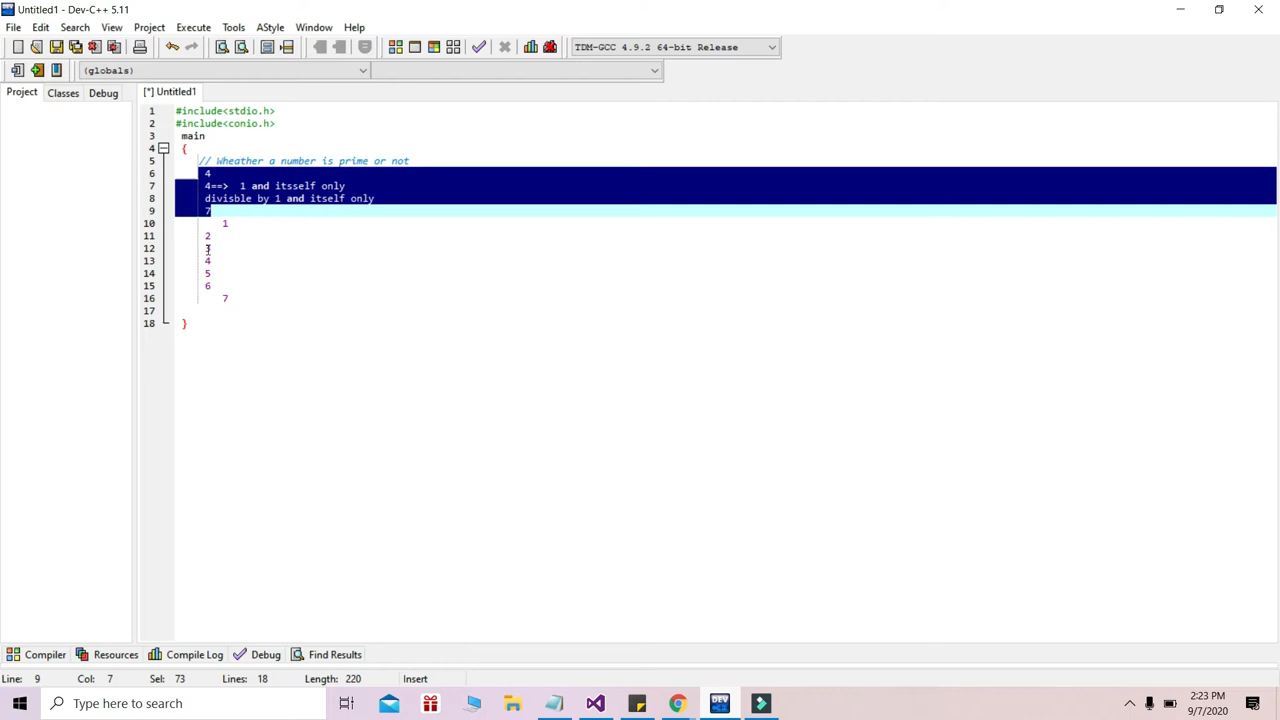 Untitled1 - Dev-C++ 5.11
File Edit Search View Project Execute Tools AStyle Window Help
TDM-GCC 4.9.2 64-bit Release
(globals)
Project Classes Debug [*] Untitled1
1 #include<stdio.h>
2 #include<conio.h>
3 main
4 {
5 // Wheather a number is prime or not
6 4
7 4==> 1 and itsself only
8 divisble by 1 and itself only
9 7
10 1
11 2
12 3
13 4
14 5
15 6
16 7
17
18 }
Compiler Resources Compile Log Debug Find Results
Line: 9 Col: 7 Sel: 73 Lines: 18 Length: 220 Insert
Type here to search
DEV
2:23 PM
9/7/2020